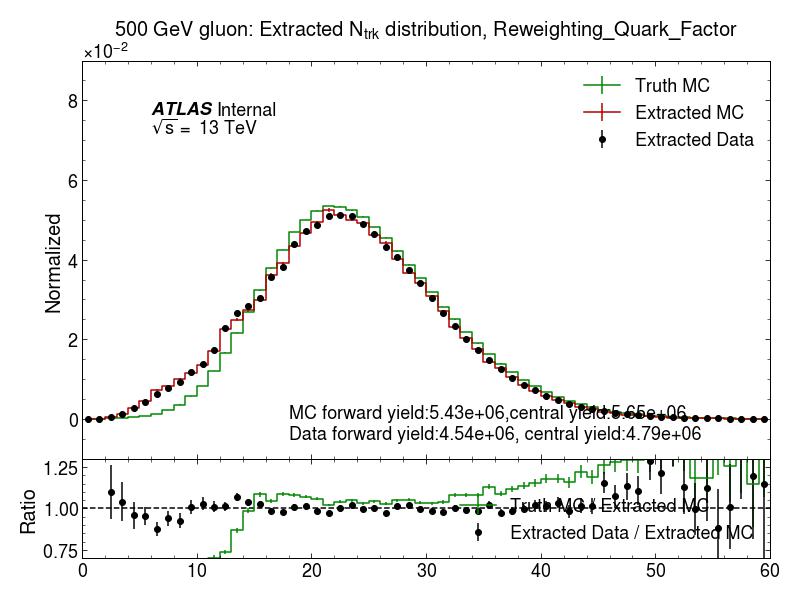 500 GeV gluon: Extracted N_trk distribution, Reweighting_Quark_Factor
×10⁻²
ATLAS Internal
√s = 13 TeV
Truth MC
Extracted MC
Extracted Data
Normalized
8
6
4
2
0
MC forward yield:5.43e+06,central yield:5.65e+06
Data forward yield:4.54e+06, central yield:4.79e+06
Ratio
1.25
1.00
0.75
Truth MC / Extracted MC
Extracted Data / Extracted MC
0 10 20 30 40 50 60